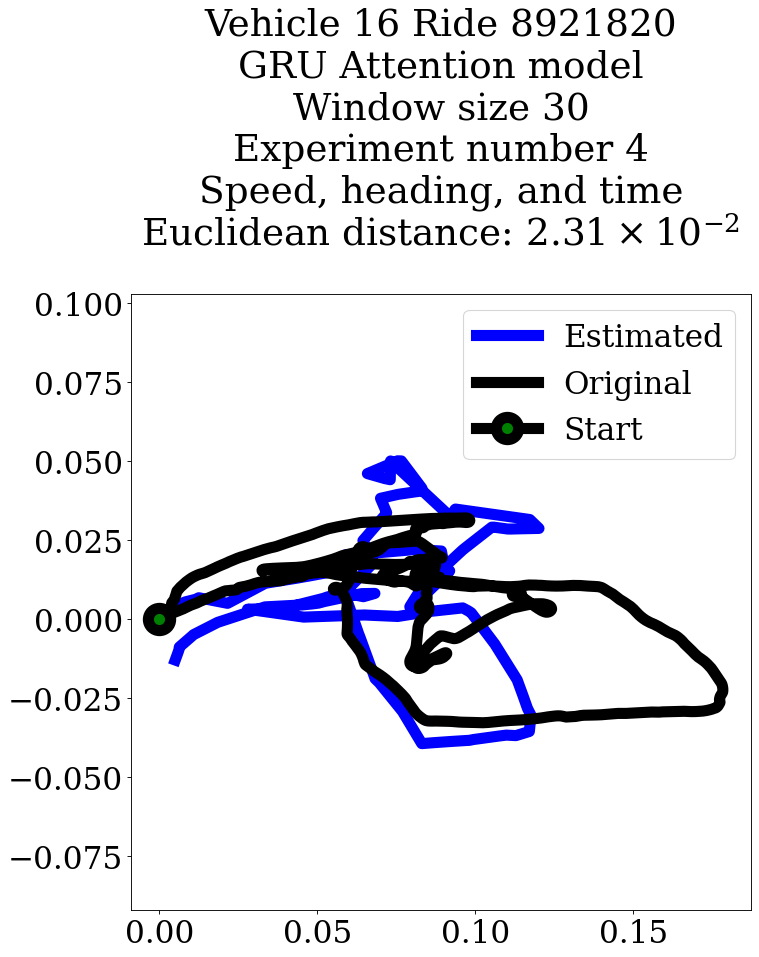 Vehicle 16 Ride 8921820
GRU Attention model
Window size 30
Experiment number 4
Speed, heading, and time
Euclidean distance: 2.31 × 10⁻²
0.100
0.075
0.050
0.025
0.000
−0.025
−0.050
−0.075
Estimated
Original
Start
0.00 0.05 0.10 0.15